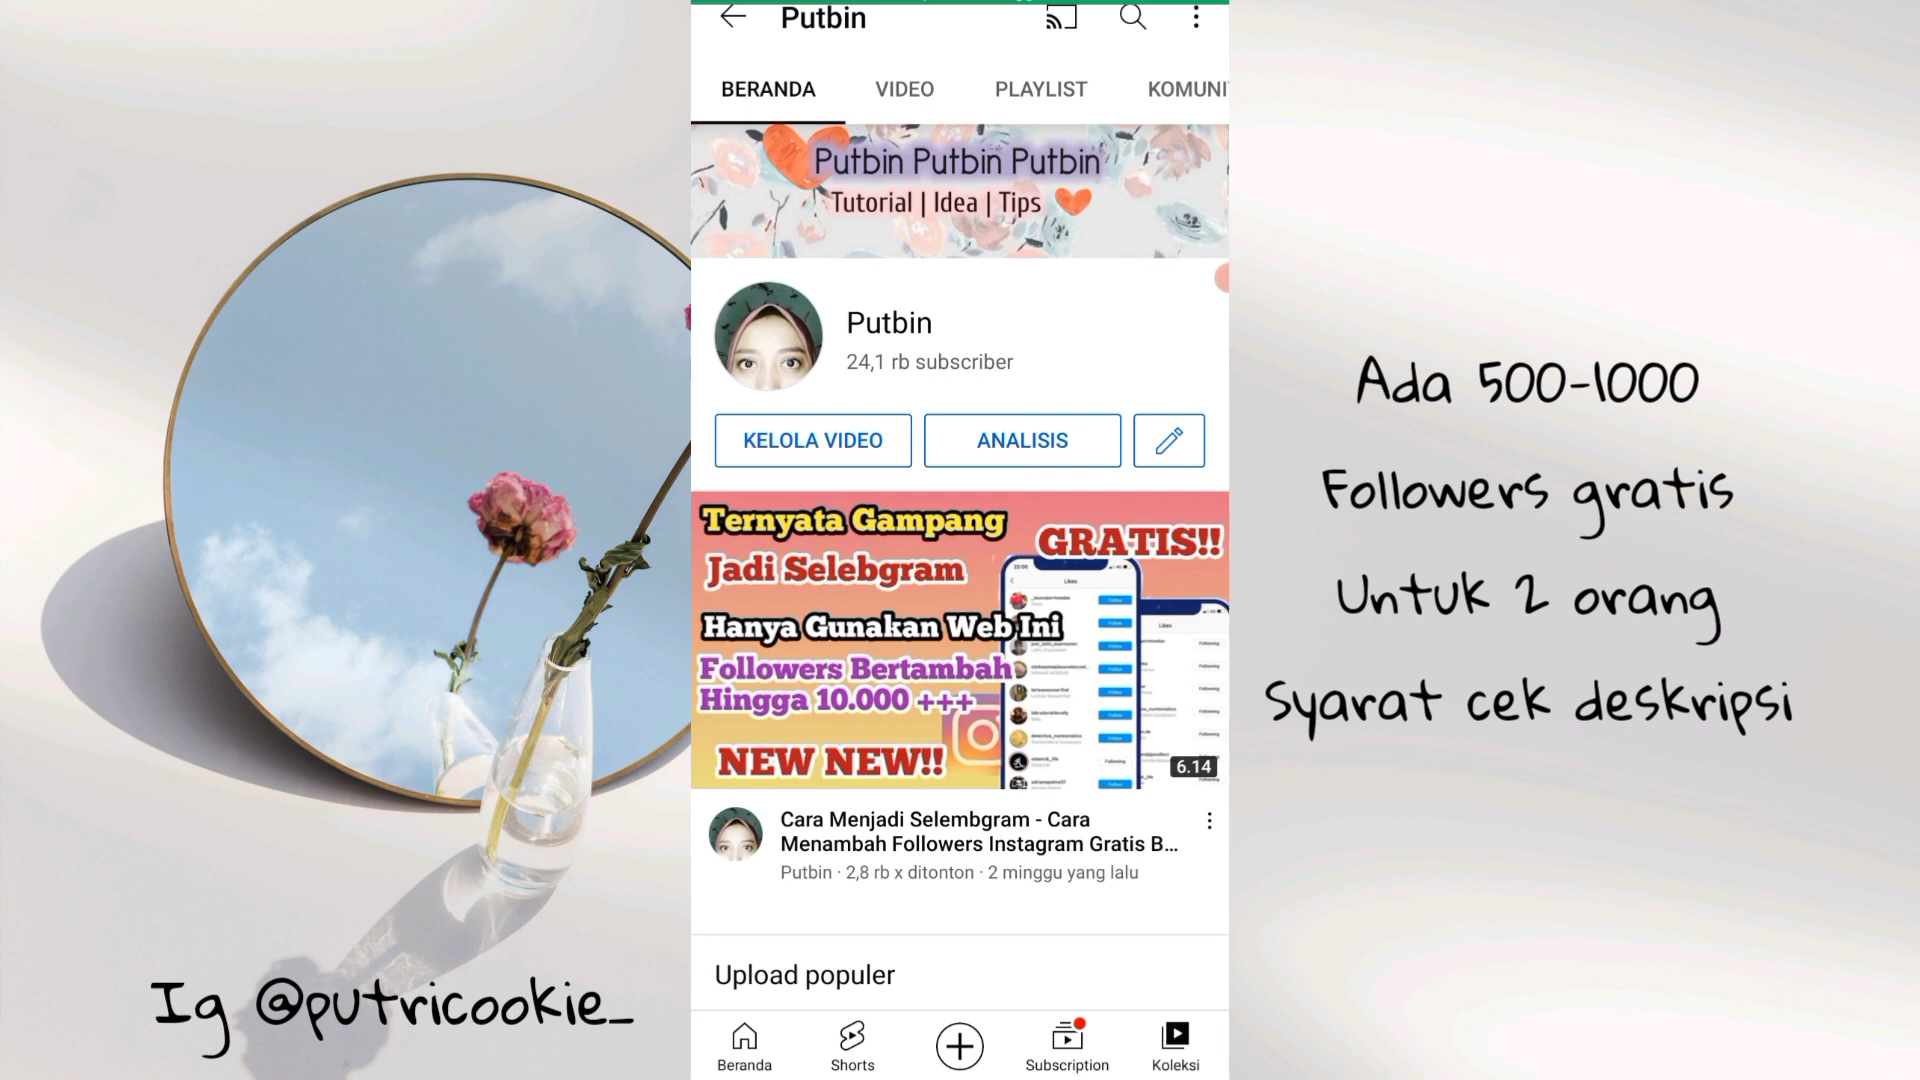 Putbin
BERANDA VIDEO PLAYLIST KOMUNI
Putbin Putbin Putbin
Tutorial | Idea | Tips
Putbin
24,1 rb subscriber
KELOLA VIDEO ANALISIS
Ternyata Gampang
GRATIS!!
Jadi Selebgram
Hanya Gunakan Web Ini
Followers Bertambah
Hingga 10.000 +++
NEW NEW!!
Likes
Likes
6.14
Cara Menjadi Selembgram - Cara
Menambah Followers Instagram Gratis B...
Putbin · 2,8 rb x ditonton · 2 minggu yang lalu
Upload populer
Beranda Shorts Subscription Koleksi
Ada 500-1000
Followers gratis
Untuk 2 orang
Syarat cek deskripsi
Ig @putricookie_